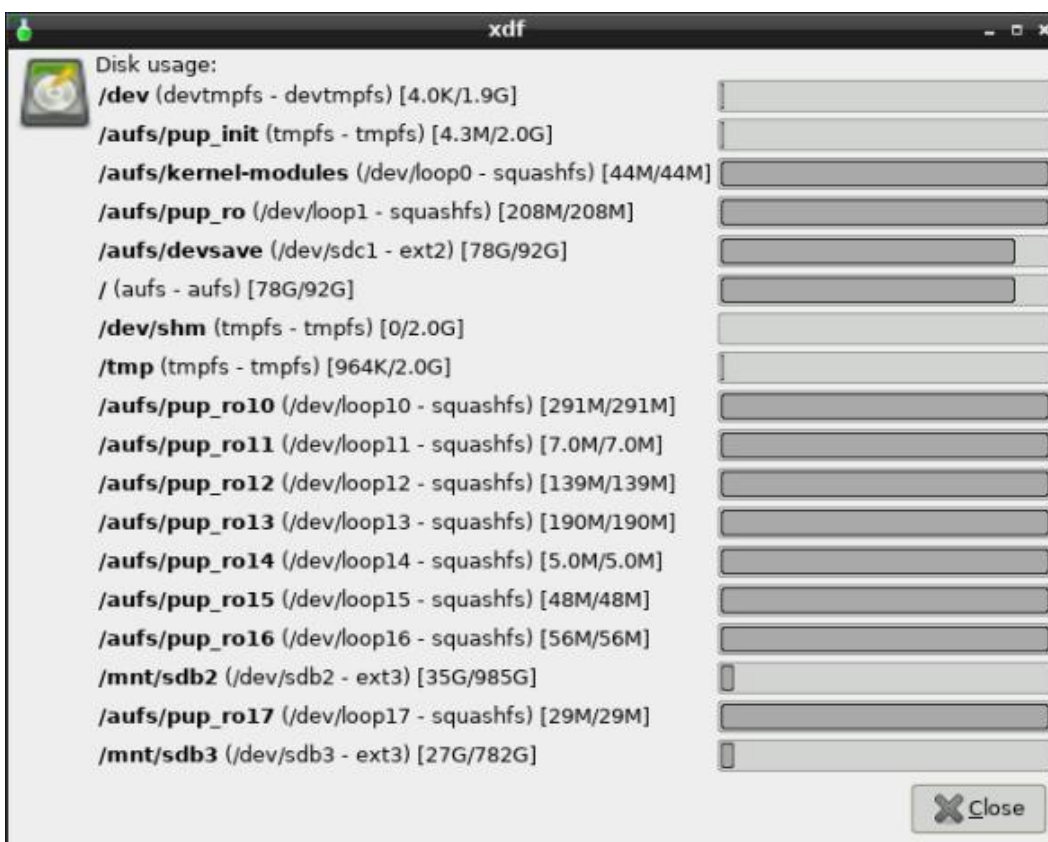 xdf
Disk usage:
/dev (devtmpfs - devtmpfs) [4.0K/1.9G]
/aufs/pup_init (tmpfs - tmpfs) [4.3M/2.0G]
/aufs/kernel-modules (/dev/loop0 - squashfs) [44M/44M]
/aufs/pup_ro (/dev/loop1 - squashfs) [208M/208M]
/aufs/devsave (/dev/sdc1 - ext2) [78G/92G]
/ (aufs - aufs) [78G/92G]
/dev/shm (tmpfs - tmpfs) [0/2.0G]
/tmp (tmpfs - tmpfs) [964K/2.0G]
/aufs/pup_ro10 (/dev/loop10 - squashfs) [291M/291M]
/aufs/pup_ro11 (/dev/loop11 - squashfs) [7.0M/7.0M]
/aufs/pup_ro12 (/dev/loop12 - squashfs) [139M/139M]
/aufs/pup_ro13 (/dev/loop13 - squashfs) [190M/190M]
/aufs/pup_ro14 (/dev/loop14 - squashfs) [5.0M/5.0M]
/aufs/pup_ro15 (/dev/loop15 - squashfs) [48M/48M]
/aufs/pup_ro16 (/dev/loop16 - squashfs) [56M/56M]
/mnt/sdb2 (/dev/sdb2 - ext3) [35G/985G]
/aufs/pup_ro17 (/dev/loop17 - squashfs) [29M/29M]
/mnt/sdb3 (/dev/sdb3 - ext3) [27G/782G]
Close